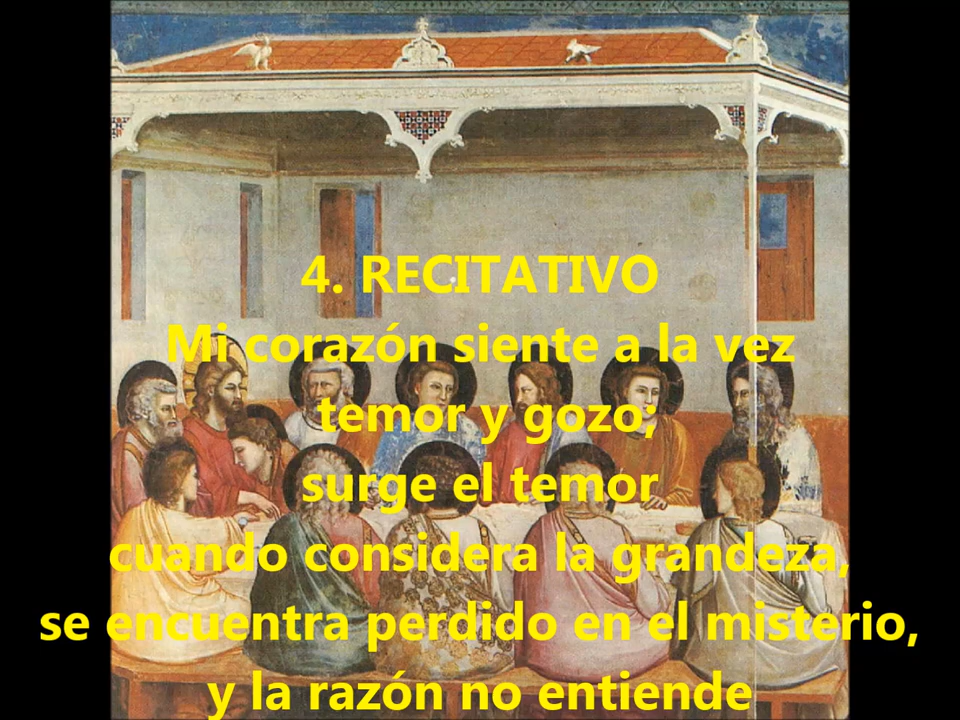 4. RECITATIVO
Mi corazón siente a la vez
temor y gozo;
surge el temor
cuando considera la grandeza,
se encuentra perdido en el misterio,
y la razón no entiende